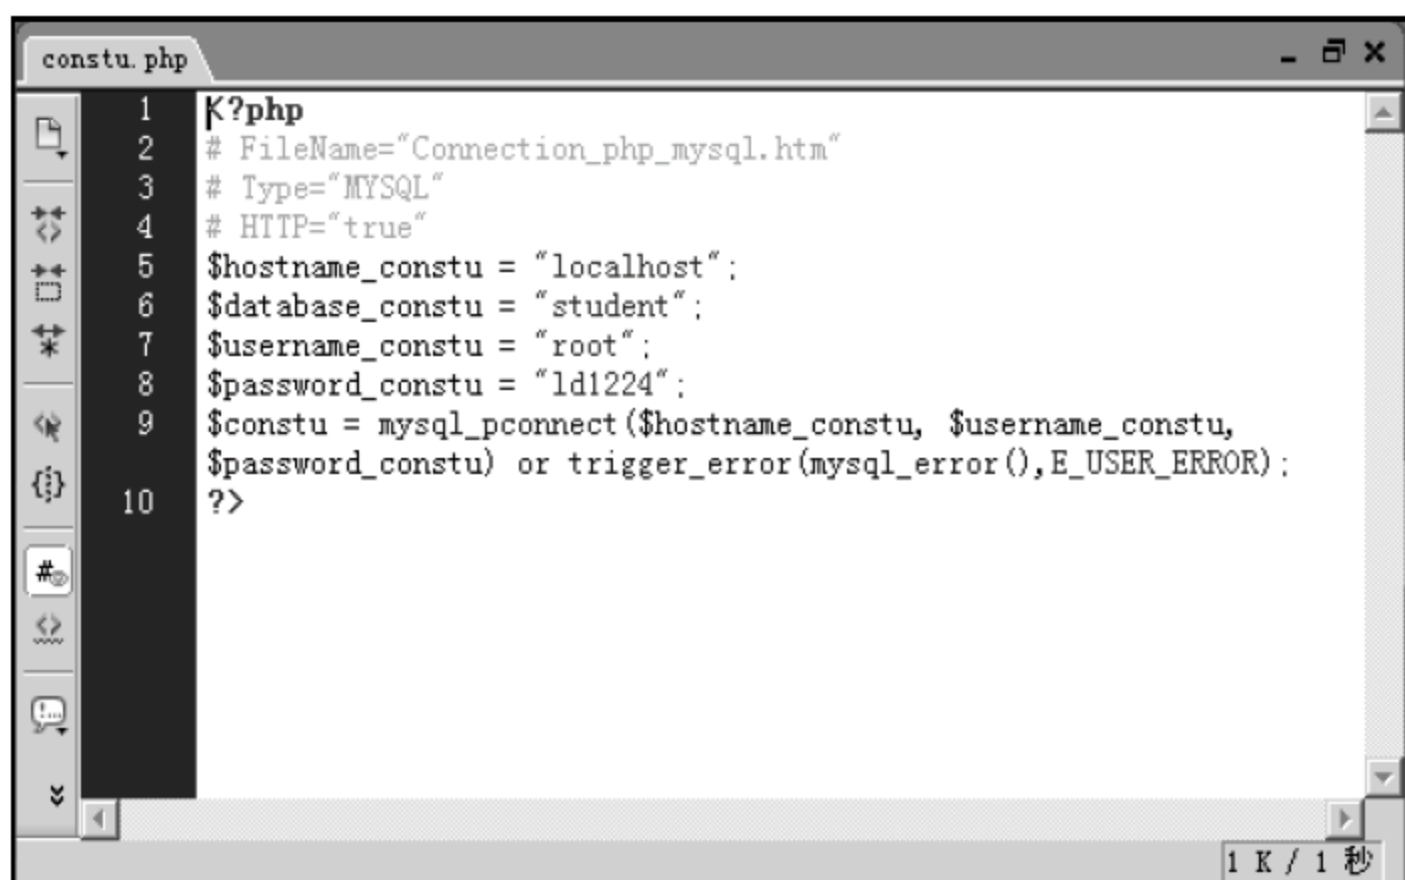 constu.php
1 <?php
2 # FileName="Connection_php_mysql.htm"
3 # Type="MYSQL"
4 # HTTP="true"
5 $hostname_constu = "localhost";
6 $database_constu = "student";
7 $username_constu = "root";
8 $password_constu = "ld1224";
9 $constu = mysql_pconnect($hostname_constu, $username_constu,
$password_constu) or trigger_error(mysql_error(),E_USER_ERROR);
10 ?>
1 K / 1 秒